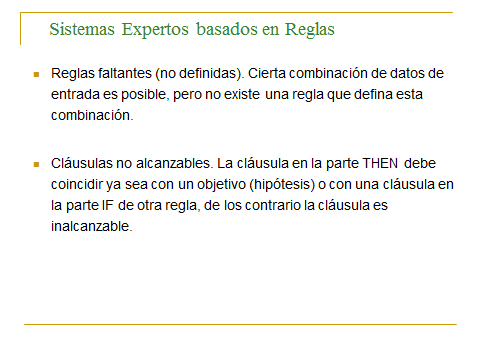 Sistemas Expertos basados en Reglas
Reglas faltantes (no definidas). Cierta combinación de datos de
entrada es posible, pero no existe una regla que defina esta
combinación.
Cláusulas no alcanzables. La cláusula en la parte THEN debe
coincidir ya sea con un objetivo (hipótesis) o con una cláusula en
la parte IF de otra regla, de los contrario la cláusula es
inalcanzable.